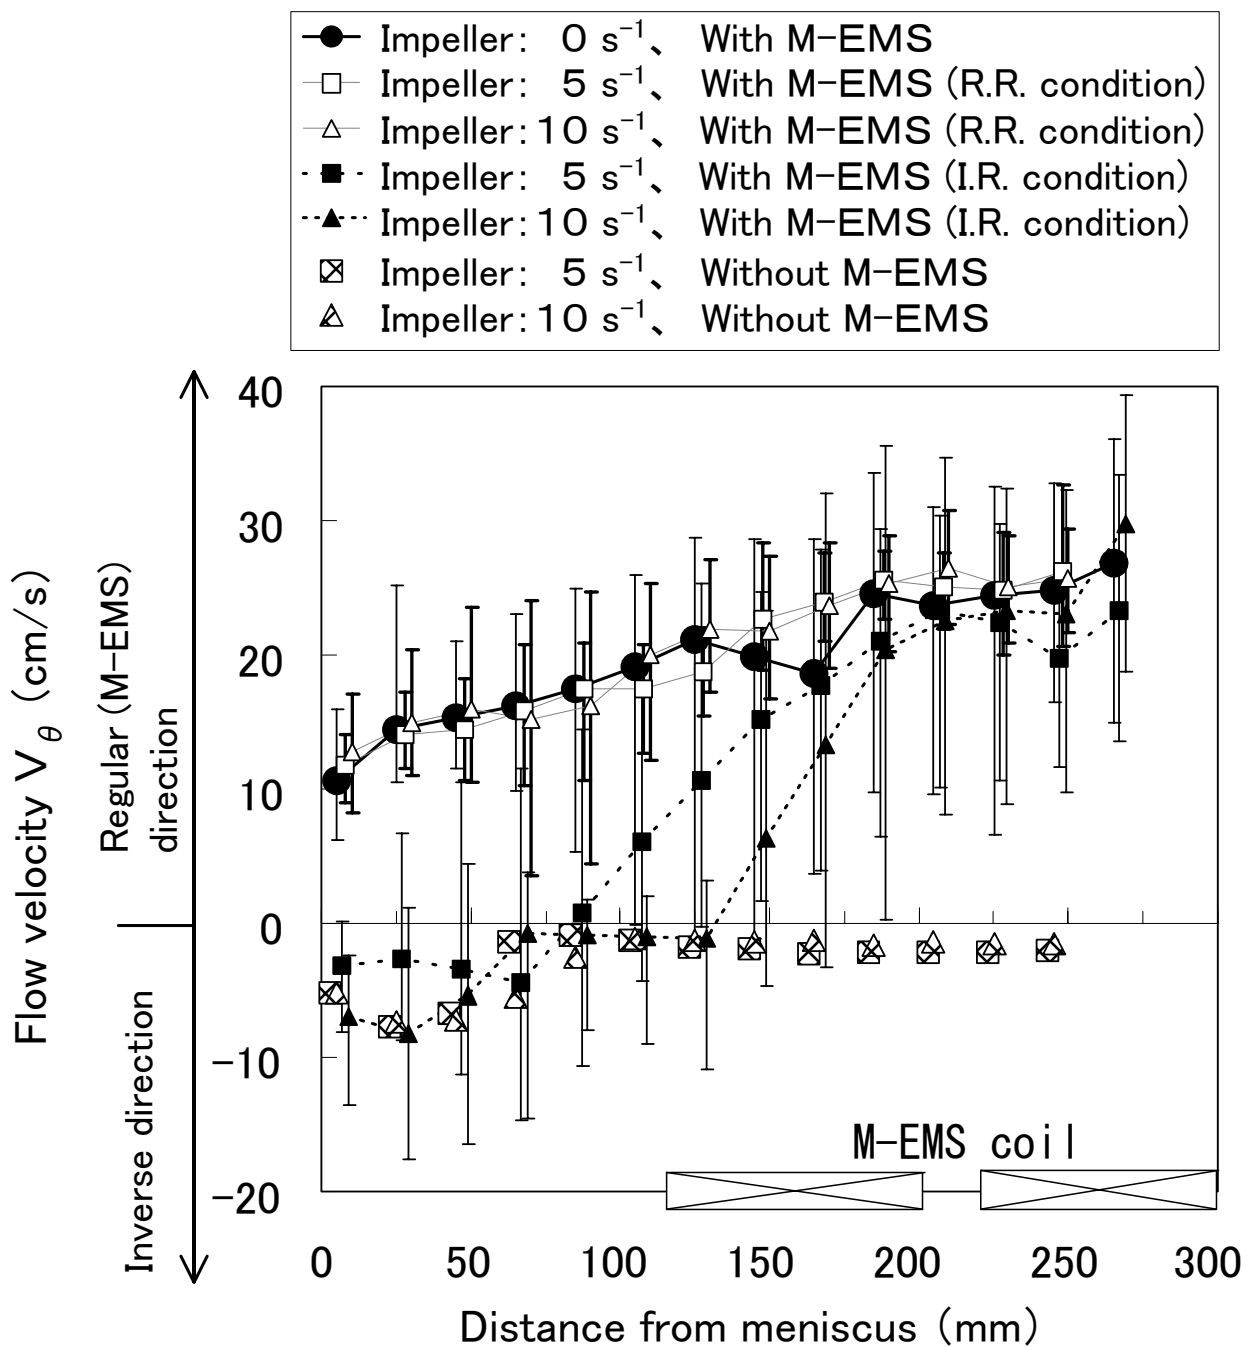 Impeller: 0 s⁻¹、 With M-EMS
Impeller: 5 s⁻¹、 With M-EMS (R.R. condition)
Impeller: 10 s⁻¹、 With M-EMS (R.R. condition)
Impeller: 5 s⁻¹、 With M-EMS (I.R. condition)
Impeller: 10 s⁻¹、 With M-EMS (I.R. condition)
Impeller: 5 s⁻¹、 Without M-EMS
Impeller: 10 s⁻¹、 Without M-EMS
Flow velocity V θ (cm/s)
Regular (M-EMS)
direction
Inverse direction
40
30
20
10
0
-10
-20
M-EMS coil
0 50 100 150 200 250 300
Distance from meniscus (mm)